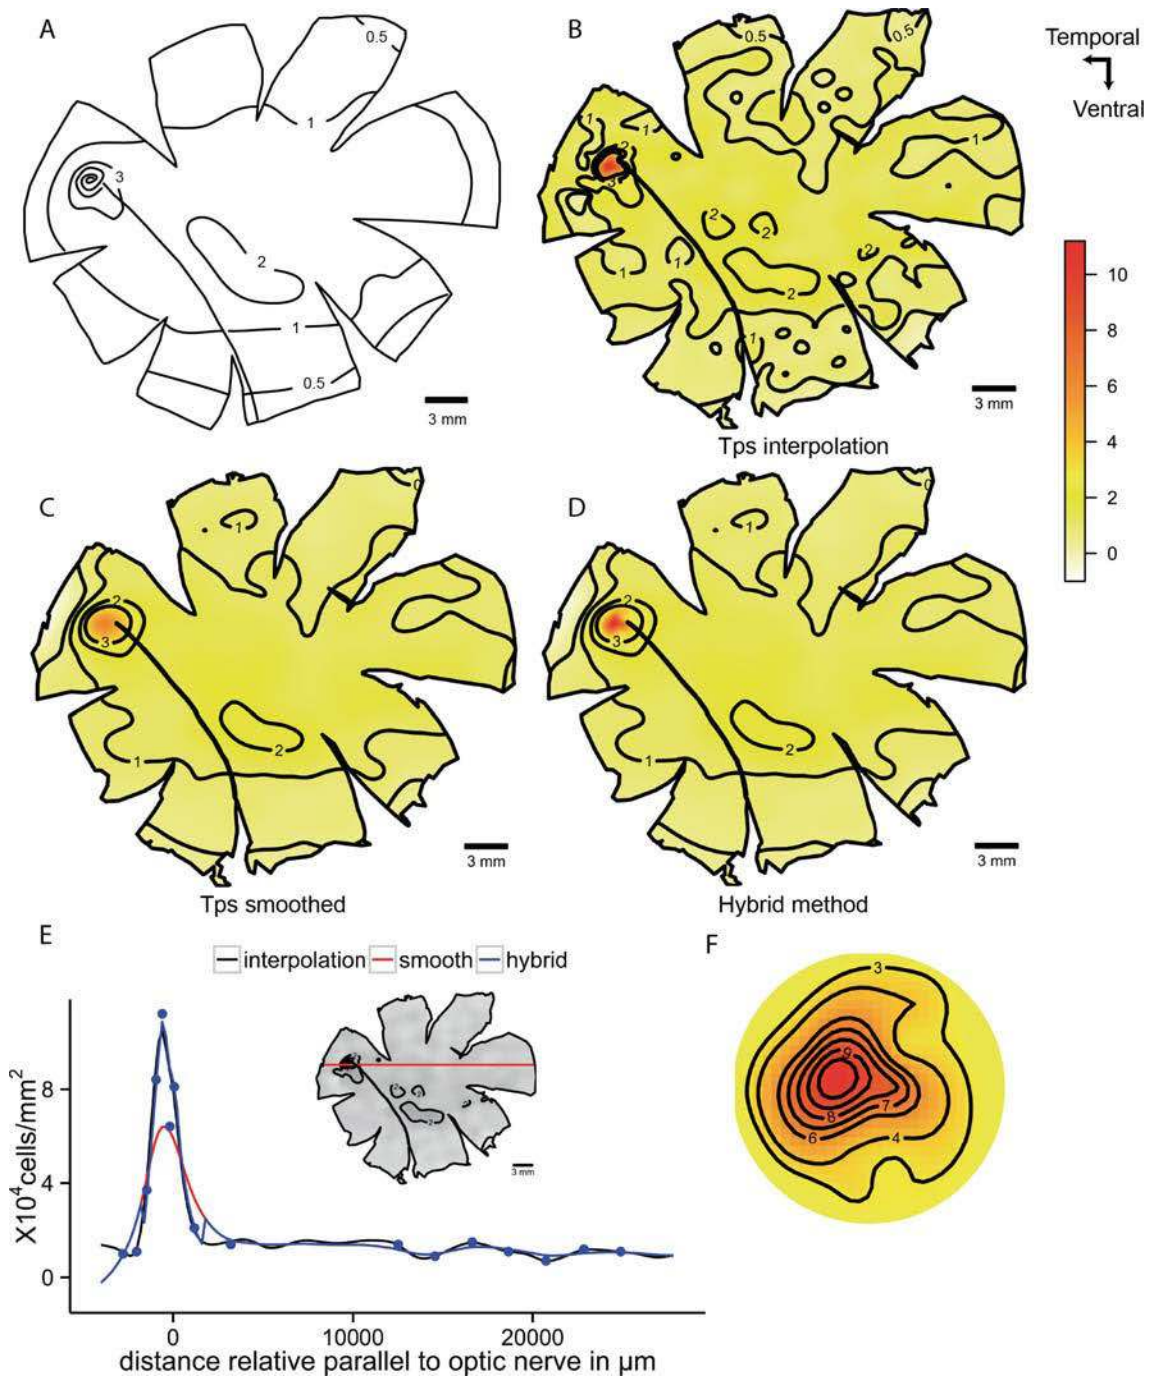 A
0.5
1
3
2
1
0.5
3 mm
B
0.5
0.5
1
1
2
3
1
2
2
2
1
1
2
1
3 mm
Tps interpolation
Temporal
Ventral
10
8
6
4
2
0
C
1
0
2
3
2
1
3 mm
Tps smoothed
D
1
0
2
3
2
1
3 mm
Hybrid method
E
interpolation smooth hybrid
X10⁴cells/mm²
8
4
0
0 10000 20000
distance relative parallel to optic nerve in µm
3 mm
F
3
9
8
7
6
4